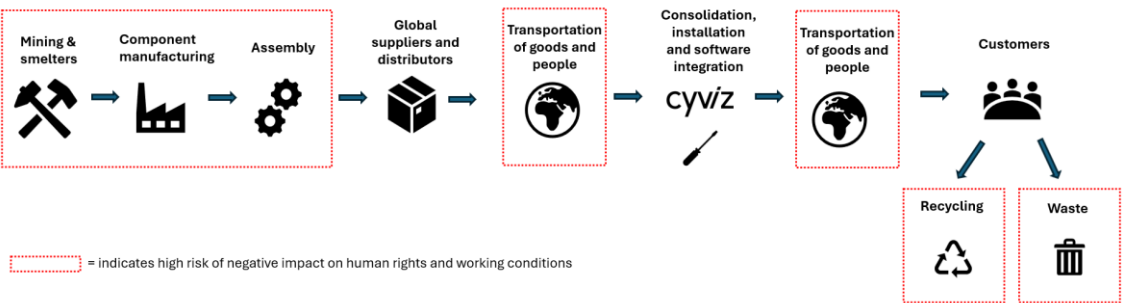 Mining &
smelters
Component
manufacturing
Assembly
Global
suppliers and
distributors
Transportation
of goods and
people
Consolidation,
installation
and software
integration
cyviz
Transportation
of goods and
people
Customers
Recycling
Waste
= indicates high risk of negative impact on human rights and working conditions